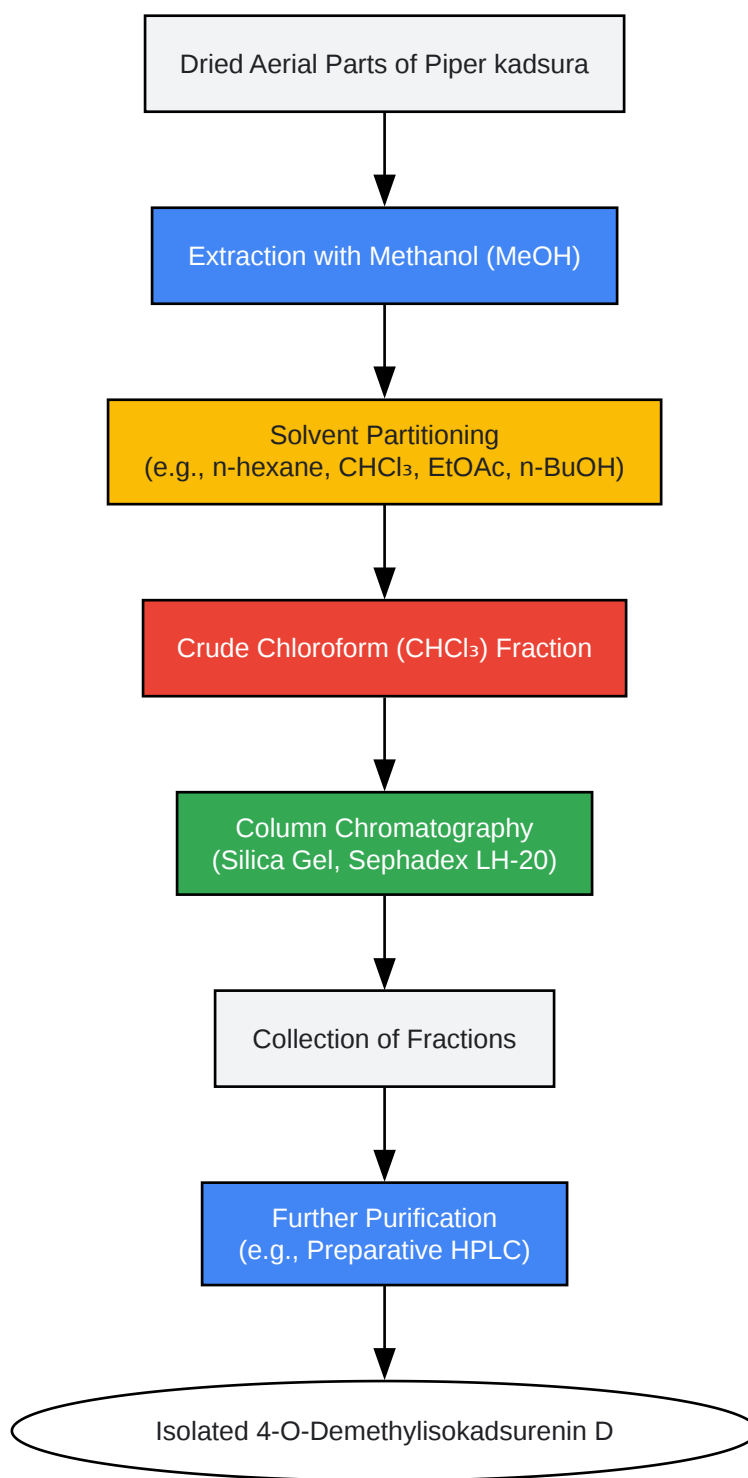 Dried Aerial Parts of Piper kadsura
Extraction with Methanol (MeOH)
Solvent Partitioning
(e.g., n-hexane, CHCl₃, EtOAc, n-BuOH)
Crude Chloroform (CHCl₃) Fraction
Column Chromatography
(Silica Gel, Sephadex LH-20)
Collection of Fractions
Further Purification
(e.g., Preparative HPLC)
Isolated 4-O-Demethylisokadsurenin D